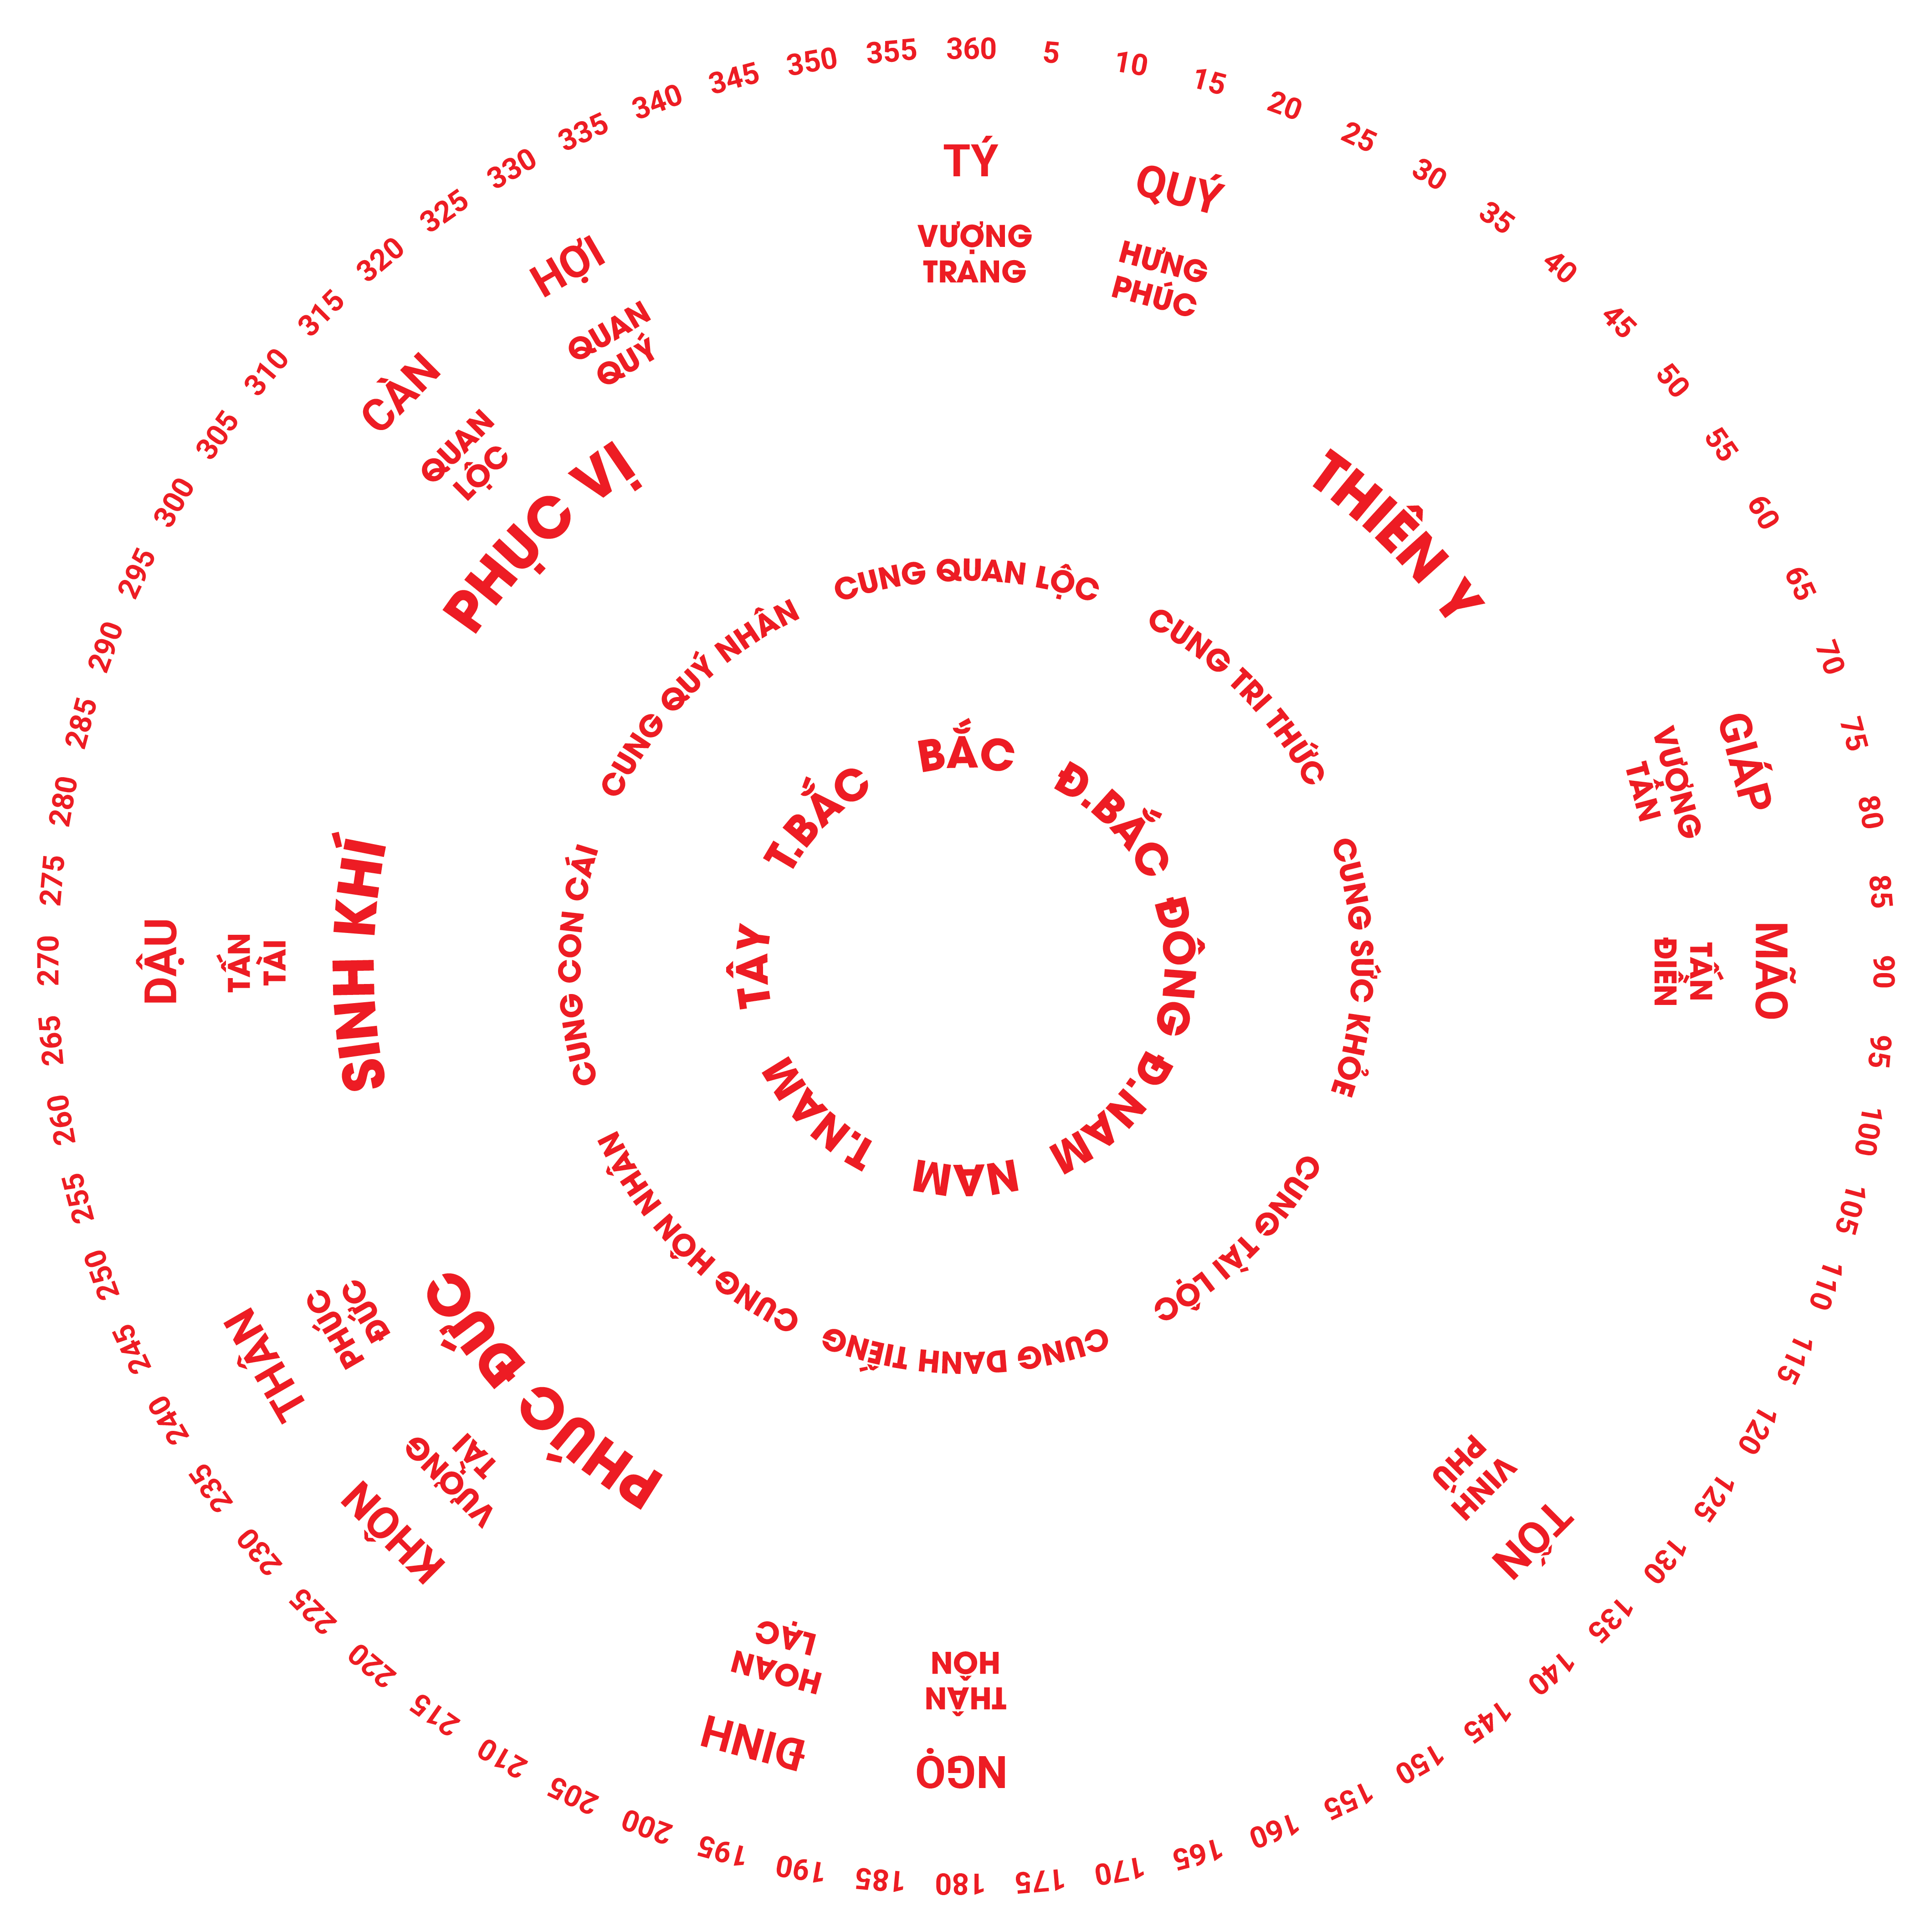 360
5
10
15
20
25
30
35
40
45
50
55
60
65
70
75
80
85
90
95
100
105
110
115
120
125
130
135
140
145
150
155
160
165
170
175
180
185
190
195
200
205
210
215
220
225
230
235
240
245
250
255
260
265
270
275
280
285
290
295
300
305
310
315
320
325
330
335
340
345
350
355
TÝ
VƯỢNG
TRANG
QUÝ
HƯNG
PHÚC
GIÁP
VƯỢNG
TÀN
MÃO
TẤN
ĐIỀN
TỐN
VINH
PHÚ
NGỌ
THÂN
HÔN
ĐINH
HOAN
LẠC
KHÔN
VƯỢNG
TÀI
THÂN
PHÚC
ĐỨC
DẬU
TẤN
TÀI
CÀN
QUAN
LỘC
HỢI
QUAN
QUÝ
THIÊN Y
PHÚC ĐỨC
SINH KHÍ
PHỤC VỊ
CUNG QUAN LỘC
CUNG TRI THỨC
CUNG SỨC KHỎE
CUNG TÀI LỘC
CUNG DANH TIẾNG
CUNG HÔN NHÂN
CUNG CON CÁI
CUNG QUÝ NHÂN
BẮC
Đ.BẮC
ĐÔNG
Đ.NAM
NAM
T.NAM
TÂY
T.BẮC